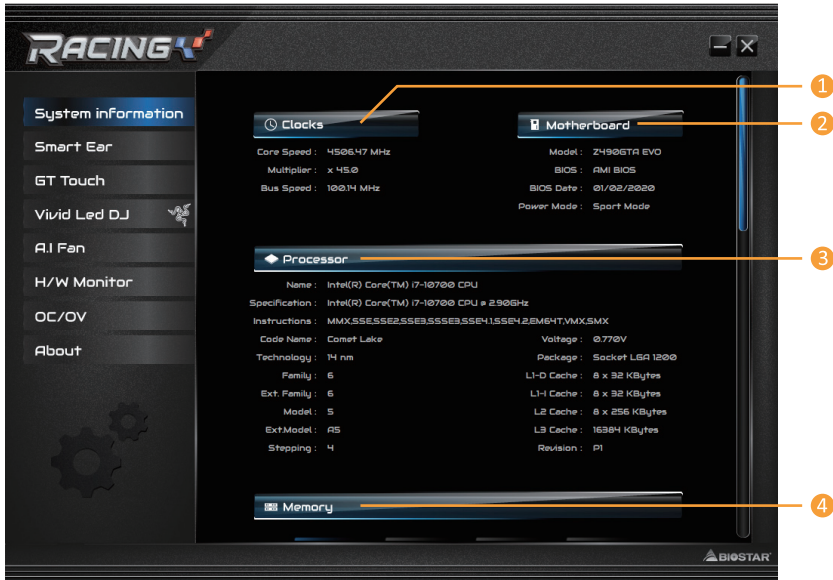 RACING
System information
Smart Ear
GT Touch
Vivid Led DJ
A.I Fan
H/W Monitor
OC/OV
About
Clocks
1
Core Speed : 4506.47 MHz
Multiplier : x 45.0
Bus Speed : 100.14 MHz
Motherboard
2
Model : Z490GTA EVO
BIOS : AMI BIOS
BIOS Date : 01/02/2020
Power Mode : Sport Mode
Processor
3
Name : Intel(R) Core(TM) i7-10700 CPU
Specification : Intel(R) Core(TM) i7-10700 CPU @ 2.90GHz
Instructions : MMX,SSE,SSE2,SSE3,SSSE3,SSE4.1,SSE4.2,EM64T,VMX,SMX
Code Name : Comet Lake
Technology : 14 nm
Family : 6
Ext. Family : 6
Model : 5
Ext.Model : A5
Stepping : 4
Voltage : 0.770V
Package : Socket LGA 1200
L1-D Cache : 8 x 32 KBytes
L1-I Cache : 8 x 32 KBytes
L2 Cache : 8 x 256 KBytes
L3 Cache : 16384 KBytes
Revision : P1
Memory
4
BIOSTAR